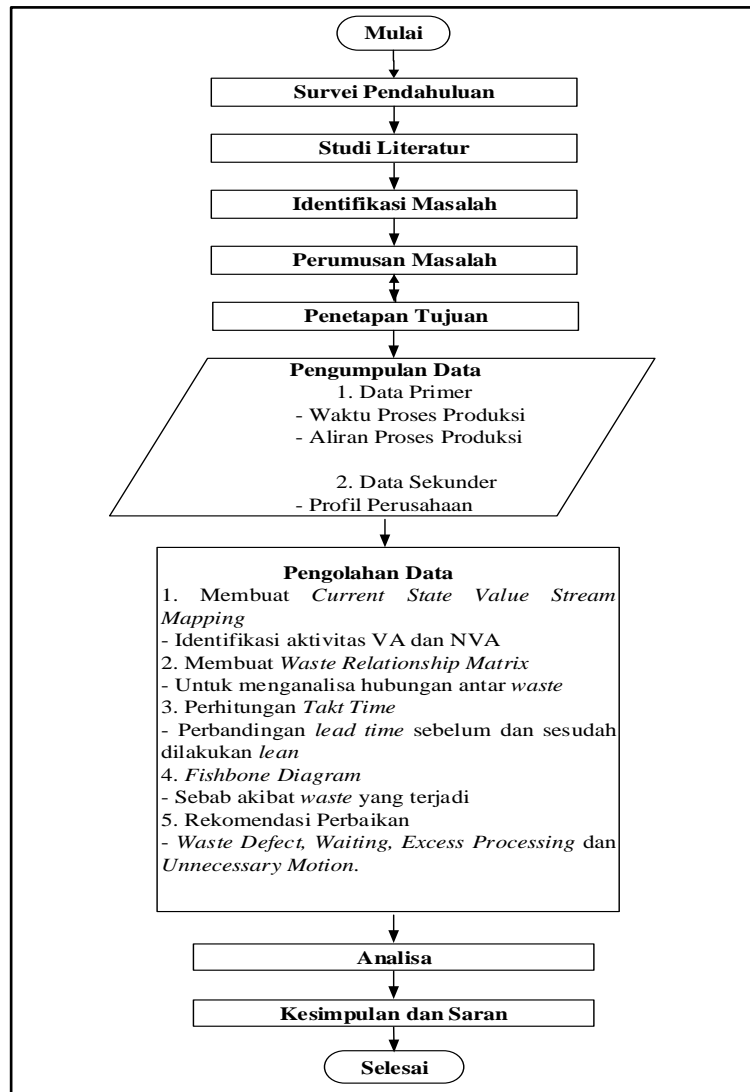 Mulai
Survei Pendahuluan
Studi Literatur
Identifikasi Masalah
Perumusan Masalah
Penetapan Tujuan
Pengumpulan Data
1. Data Primer
- Waktu Proses Produksi
- Aliran Proses Produksi
2. Data Sekunder
- Profil Perusahaan
Pengolahan Data
1. Membuat Current State Value Stream
Mapping
- Identifikasi aktivitas VA dan NVA
2. Membuat Waste Relationship Matrix
- Untuk menganalisa hubungan antar waste
3. Perhitungan Takt Time
- Perbandingan lead time sebelum dan sesudah
dilakukan lean
4. Fishbone Diagram
- Sebab akibat waste yang terjadi
5. Rekomendasi Perbaikan
- Waste Defect, Waiting, Excess Processing dan
Unnecessary Motion.
Analisa
Kesimpulan dan Saran
Selesai